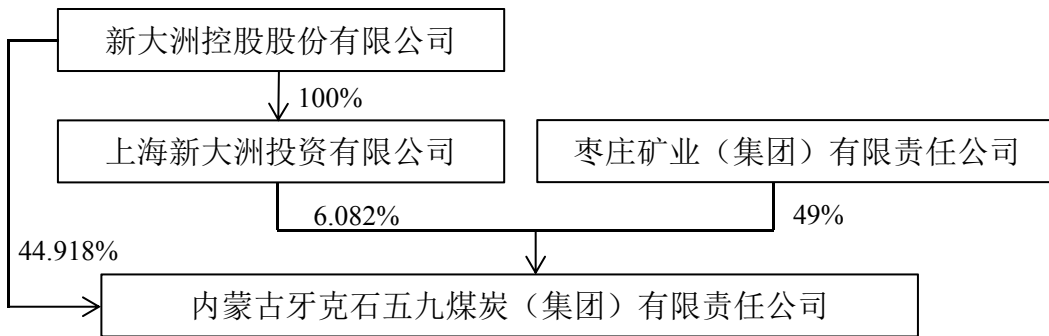 新大洲控股股份有限公司
100%
上海新大洲投资有限公司
枣庄矿业（集团）有限责任公司
6.082%
49%
44.918%
内蒙古牙克石五九煤炭（集团）有限责任公司